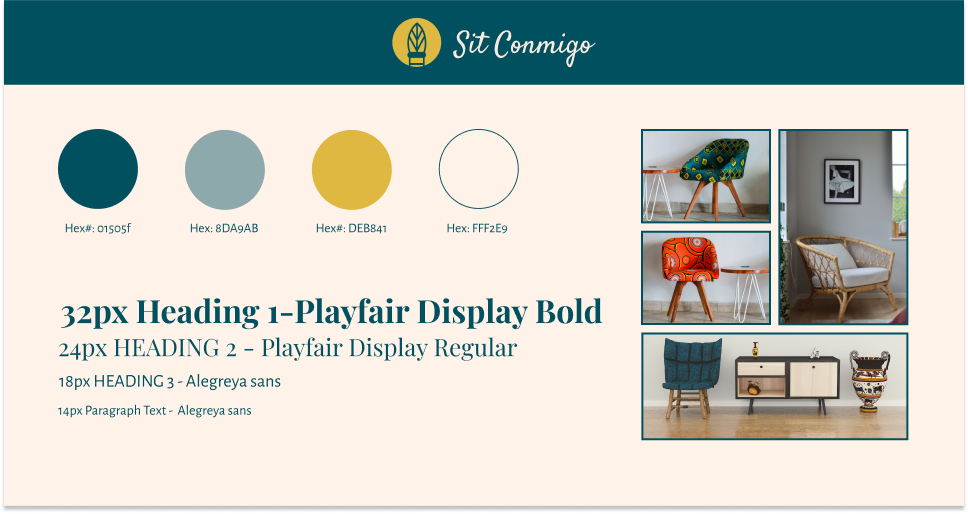 Sit Conmigo
Hex#: 01505f
Hex: 8DA9AB
Hex#: DEB841
Hex: FFF2E9
32px Heading 1-Playfair Display Bold
24px HEADING 2 - Playfair Display Regular
18px HEADING 3 - Alegreya sans
14px Paragraph Text - Alegreya sans